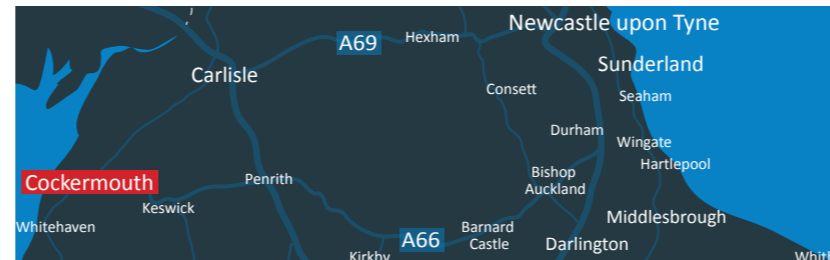 Newcastle upon Tyne
A69
Hexham
Sunderland
Carlisle
Consett
Seaham
Durham
Wingate
Hartlepool
Cockermouth
Penrith
Bishop
Auckland
Keswick
Middlesbrough
Whitehaven
Barnard
Castle
A66
Darlington
Kirkby